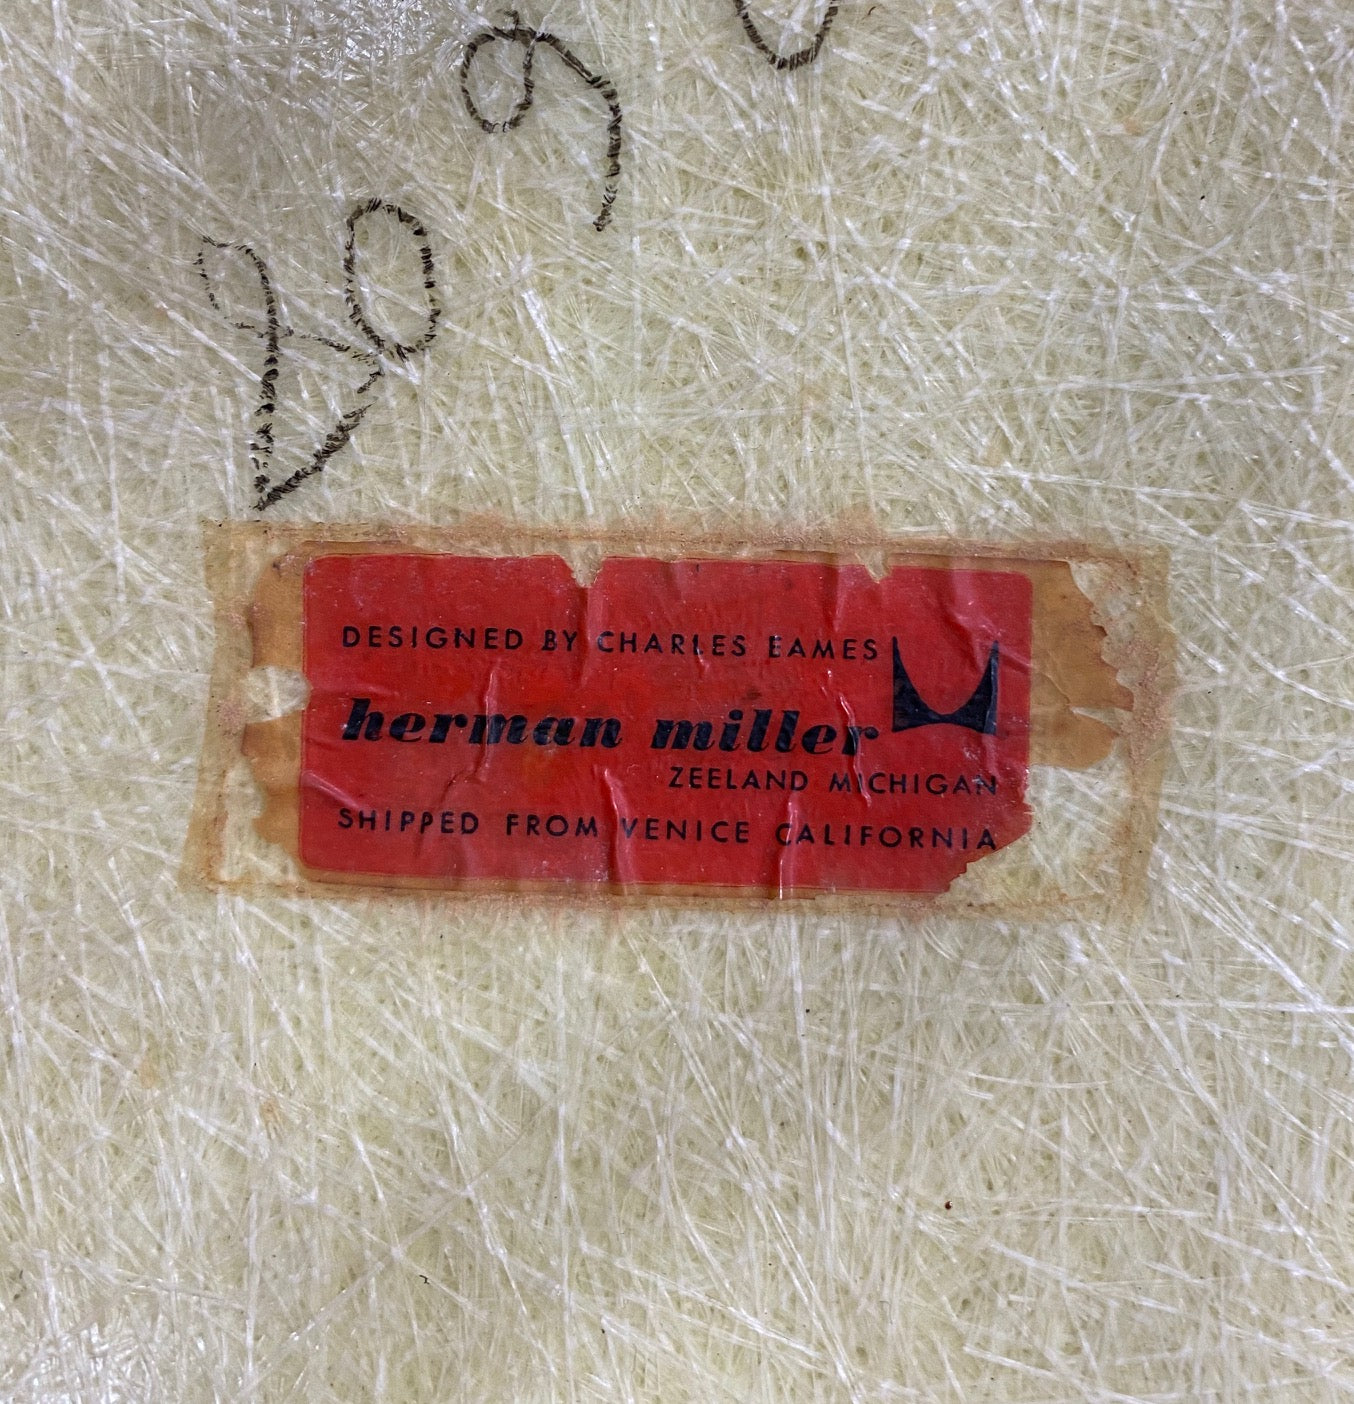 DESIGNED BY CHARLES EAMES
herman miller
ZEELAND MICHIGAN
SHIPPED FROM VENICE CALIFORNIA